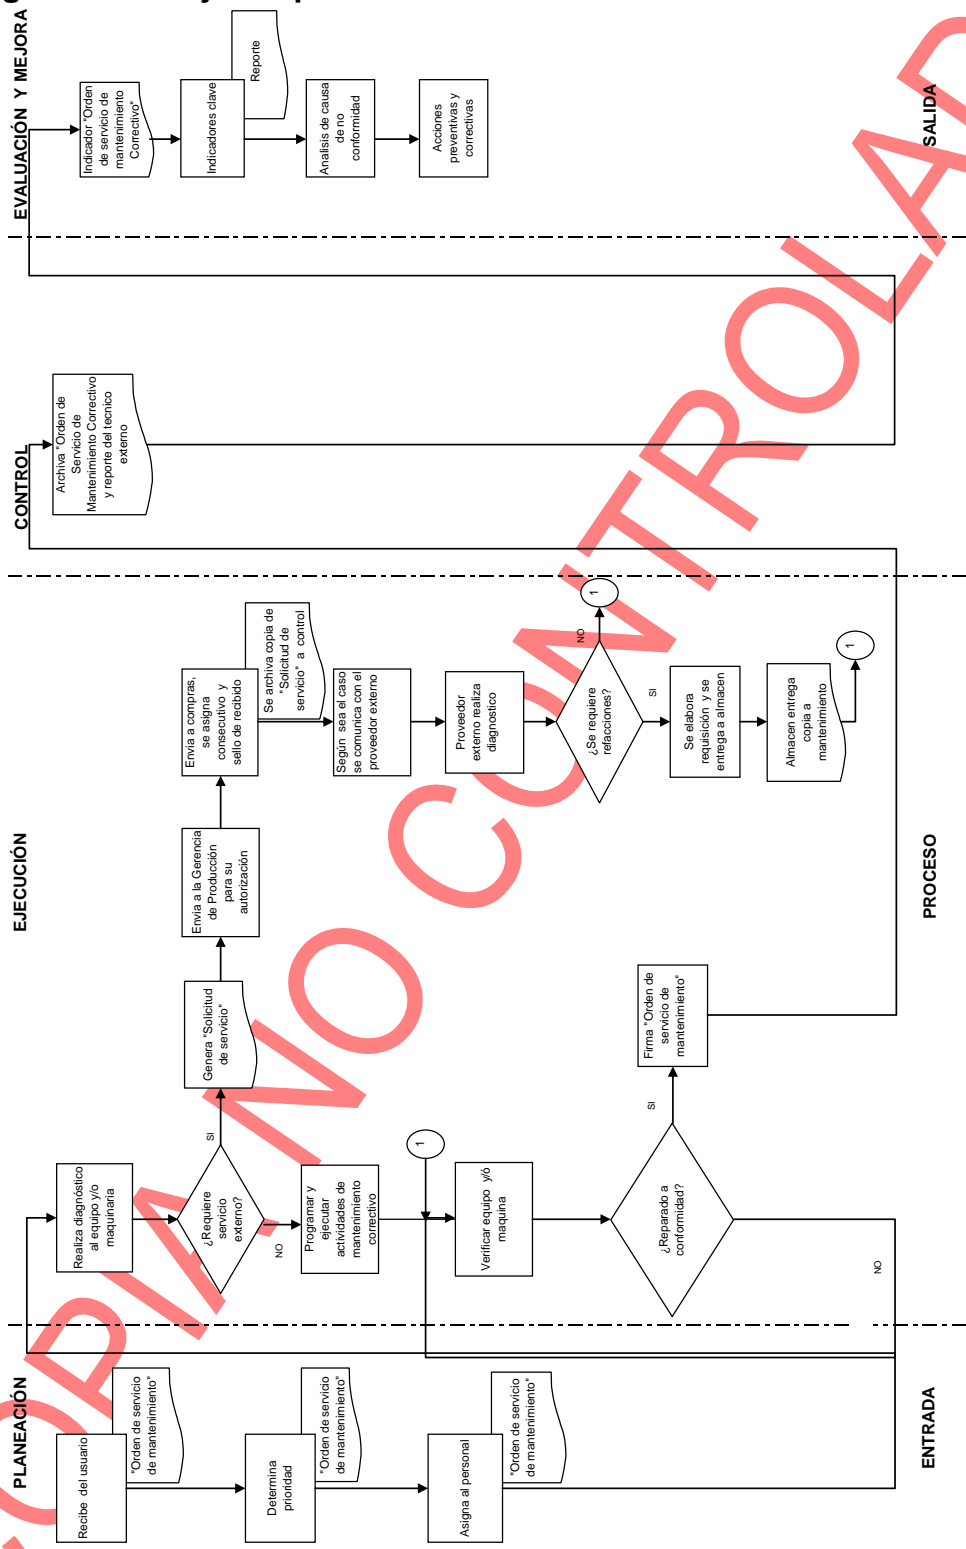 PLANEACIÓN
EJECUCIÓN
CONTROL
EVALUACIÓN Y MEJORA
Recibe del usuario
"Orden de servicio
de mantenimiento"
Determina
prioridad
"Orden de servicio
de mantenimiento"
Asigna al personal
"Orden de servicio
de mantenimiento"
Realiza diagnóstico
al equipo y/o
maquinaria
¿Requiere
servicio
externo?
SI
NO
Programar y
ejecutar
actividades de
mantenimiento
correctivo
Genera "Solicitud
de servicio"
Envia a la Gerencia
de Producción
para su
autorización
Envia a compras,
se asigna
consecutivo y
sello de recibido
Se archiva copia de
"Solicitud de
servicio" a control
Según sea el caso
se comunica con el
proveedor externo
Proveedor
externo realiza
diagnostico
¿Se requiere
refacciones?
NO
1
SI
Se elabora
requisición y se
entrega a almacen
Almacen entrega
copia a
mantenimiento
1
1
Verificar equipo y/ó
maquina
¿Reparado a
conformidad?
SI
NO
Firma "Orden de
servicio de
mantenimiento"
Archiva "Orden de
Servicio de
Mantenimiento Correctivo
y reporte del tecnico
externo
Indicador "Orden
de servicio de
mantenimiento
Correctivo"
Indicadores clave
Reporte
Analisis de causa
de no
conformidad
Acciones
preventivas y
correctivas
ENTRADA
PROCESO
SALIDA
COPIA NO CONTROLAD